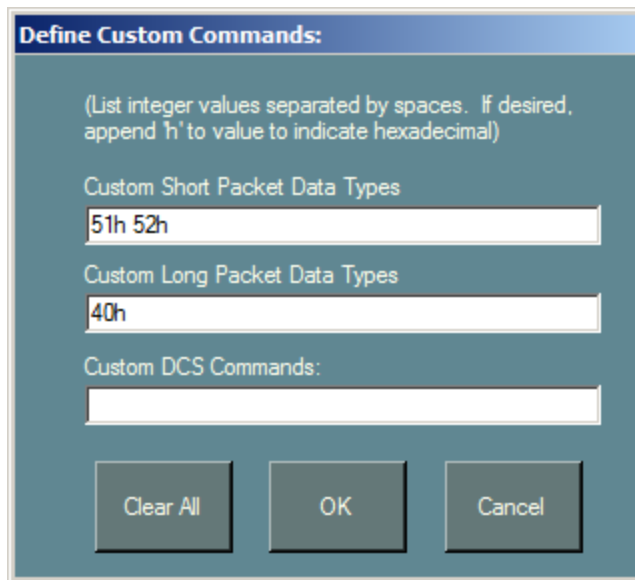 Define Custom Commands:
(List integer values separated by spaces.  If desired,
append 'h' to value to indicate hexadecimal)
Custom Short Packet Data Types
51h 52h
Custom Long Packet Data Types
40h
Custom DCS Commands:
Clear All OK Cancel